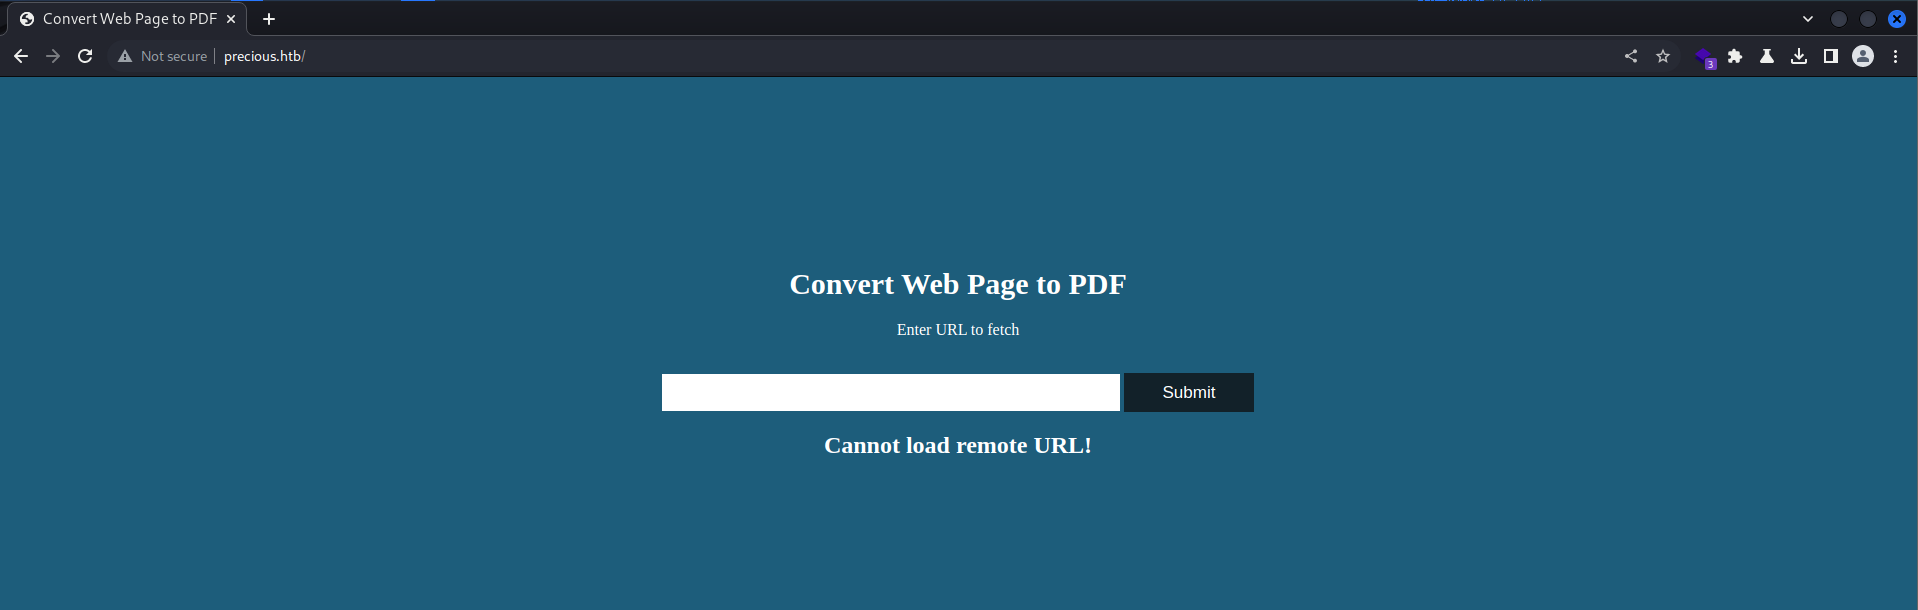 Convert Web Page to PDF
Not secure precious.htb/
3
Convert Web Page to PDF
Enter URL to fetch
Submit
Cannot load remote URL!